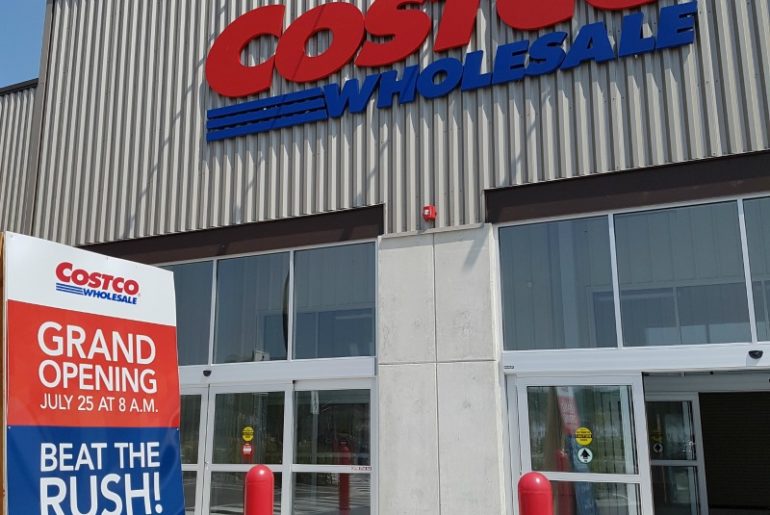 COSTCO
WHOLESALE
COSTCO
WHOLESALE
GRAND
OPENING
JULY 25 AT 8 A.M.
BEAT THE
RUSH!